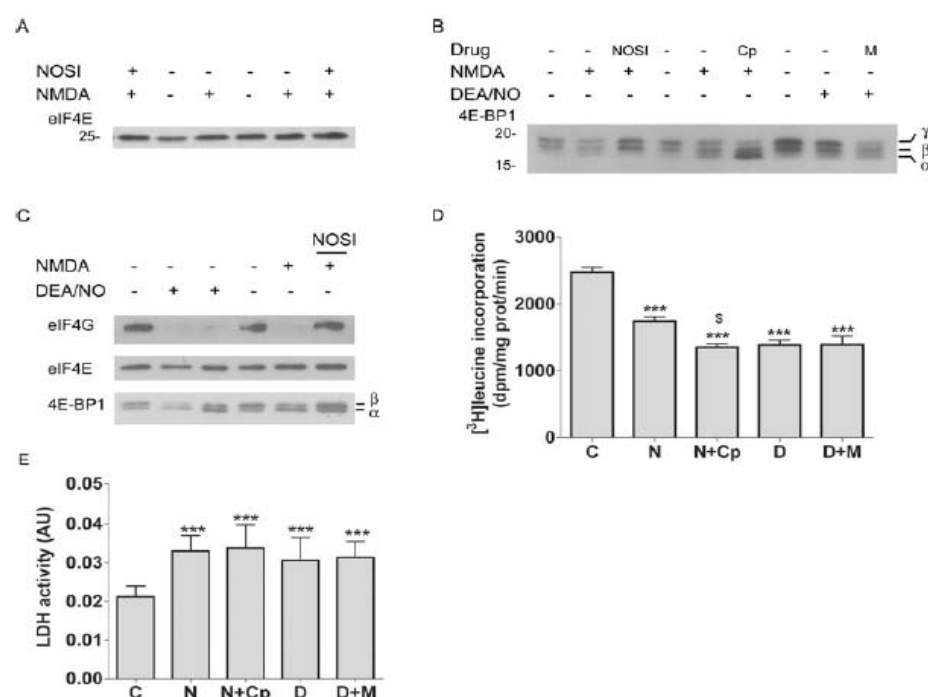 A
NOSI + - - - - +
NMDA + - + - + +
eIF4E
25-
B
Drug - - NOSI - - Cp - - M
NMDA - + + - + + - - -
DEA/NO - - - - - - - + +
4E-BP1
20-
15-
γ
β
α
C
NOSI
NMDA - - - - + +
DEA/NO - + + - - -
eIF4G
eIF4E
4E-BP1
β
α
D
[³H]leucine incorporation
(dpm/mg prot/min)
3000
2000
1000
0
***
$
***
***
***
C N N+Cp D D+M
E
LDH activity (AU)
0.05
0.04
0.03
0.02
0.01
0.00
***
***
***
***
C N N+Cp D D+M